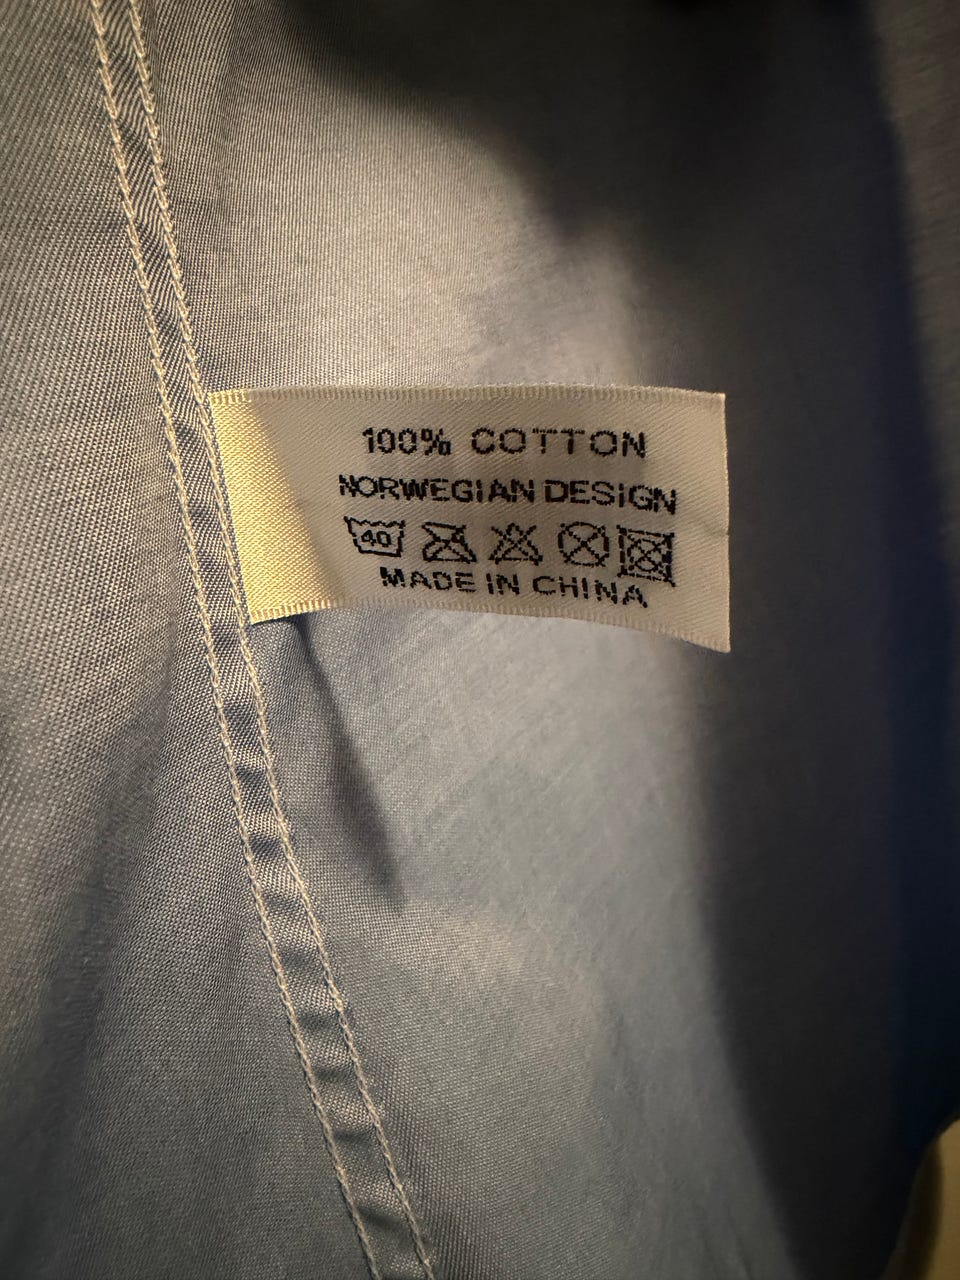 100% COTTON
NORWEGIAN DESIGN
40
MADE IN CHINA